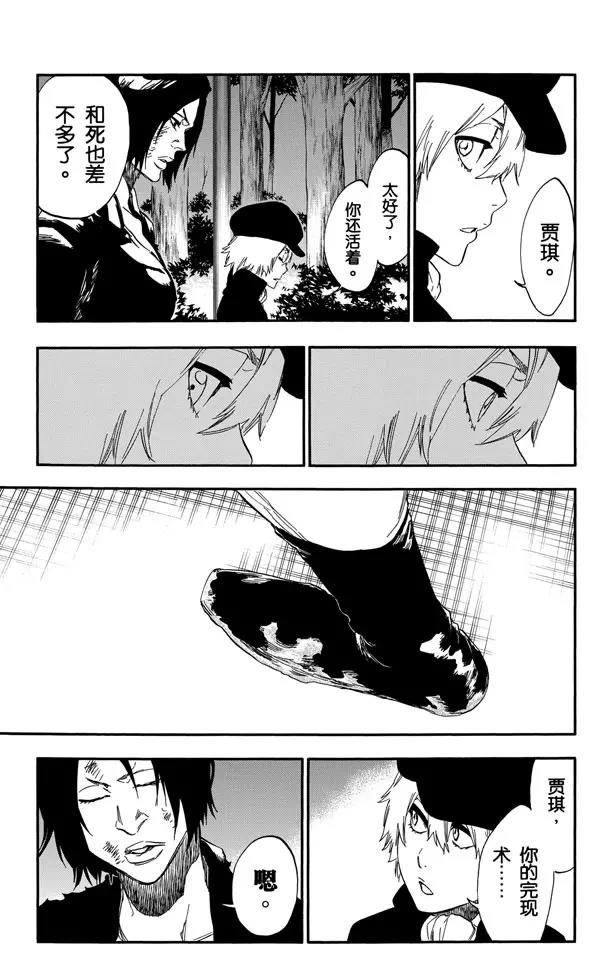 贾琪。
太好了，
你还活着。
和死也差
不多了。
贾琪，
你的完现
术……
嗯。